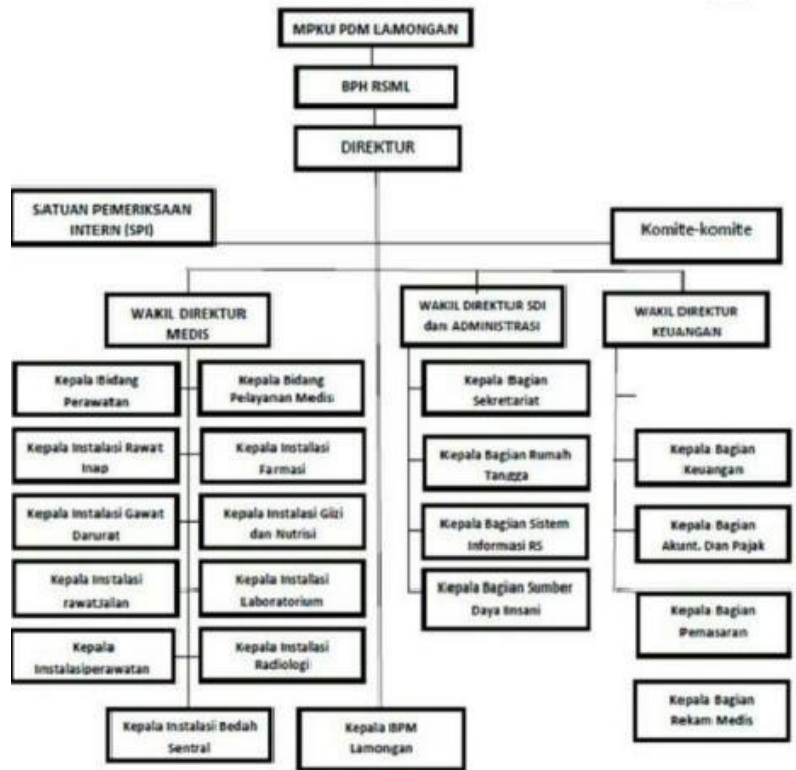 MPKU PDM LAMONGAN
BPH RSML
DIREKTUR
SATUAN PEMERIKSAAN
INTERN (SPI)
Komite-komite
WAKIL DIREKTUR
MEDIS
WAKIL DIREKTUR SDI
dan ADMINISTRASI
WAKIL DIREKTUR
KEUANGAN
Kepala Bidang
Perawatan
Kepala Bidang
Pelayanan Medis
Kepala Bagian
Sekretariat
Kepala Instalasi Rawat
Inap
Kepala Instalasi
Farmasi
Kepala Bagian Rumah
Tangga
Kepala Bagian
Keuangan
Kepala Instalasi Gawat
Darurat
Kepala Instalasi Gizi
dan Nutrisi
Kepala Bagian Sistem
Informasi RS
Kepala Bagian
Akunt. Dan Pajak
Kepala Instalasi
rawatJalan
Kepala Instalasi
Laboratorium
Kepala Bagian Sumber
Daya Insani
Kepala Bagian
Pemasaran
Kepala
Instalasiperawatan
Kepala Instalasi
Radiologi
Kepala Bagian
Rekam Medis
Kepala Instalasi Bedah
Sentral
Kepala BPM
Lamongan